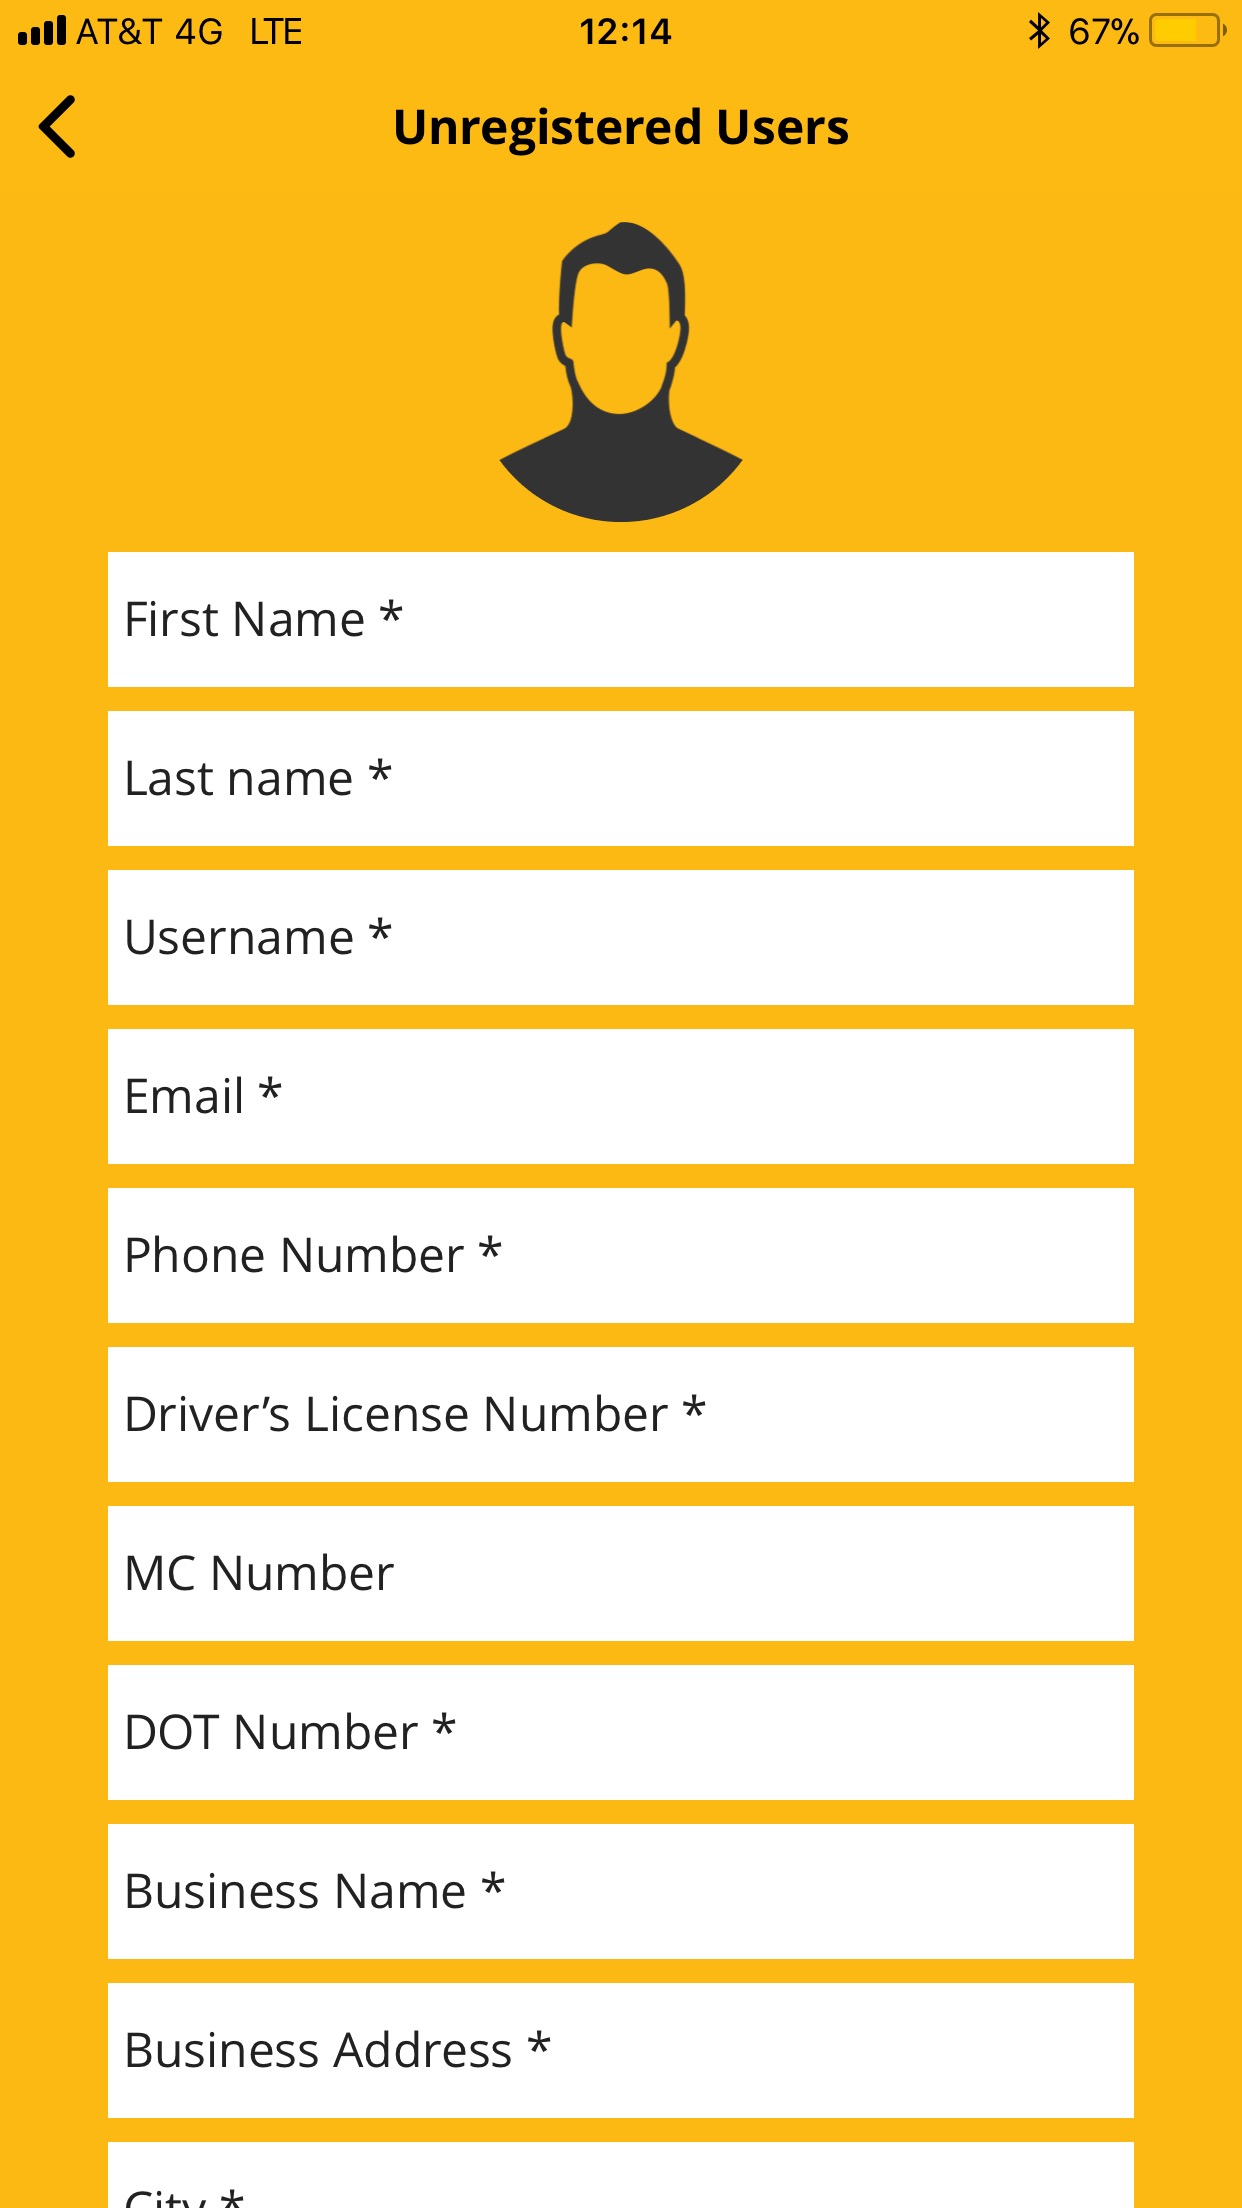 AT&T 4G LTE 12:14 67%
Unregistered Users
First Name *
Last name *
Username *
Email *
Phone Number *
Driver’s License Number *
MC Number
DOT Number *
Business Name *
Business Address *
City *